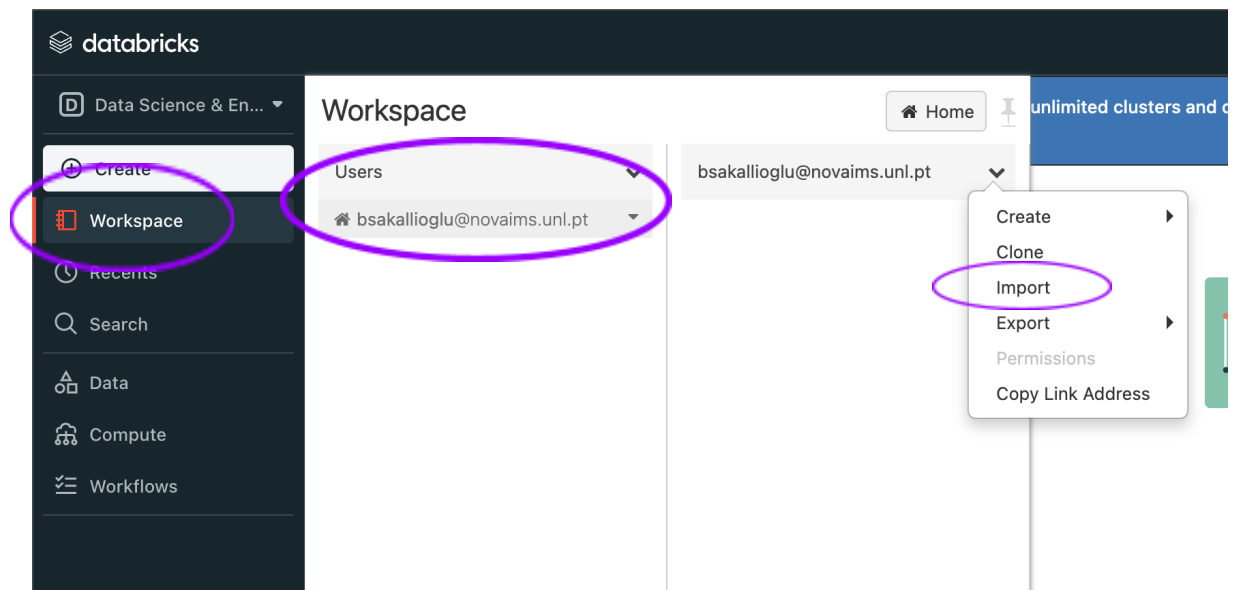 databricks
D Data Science & En...
Create
Workspace
Recents
Search
Data
Compute
Workflows
Workspace
Home
Users
bsakallioglu@novaims.unl.pt
bsakallioglu@novaims.unl.pt
Create
Clone
Import
Export
Permissions
Copy Link Address
unlimited clusters and